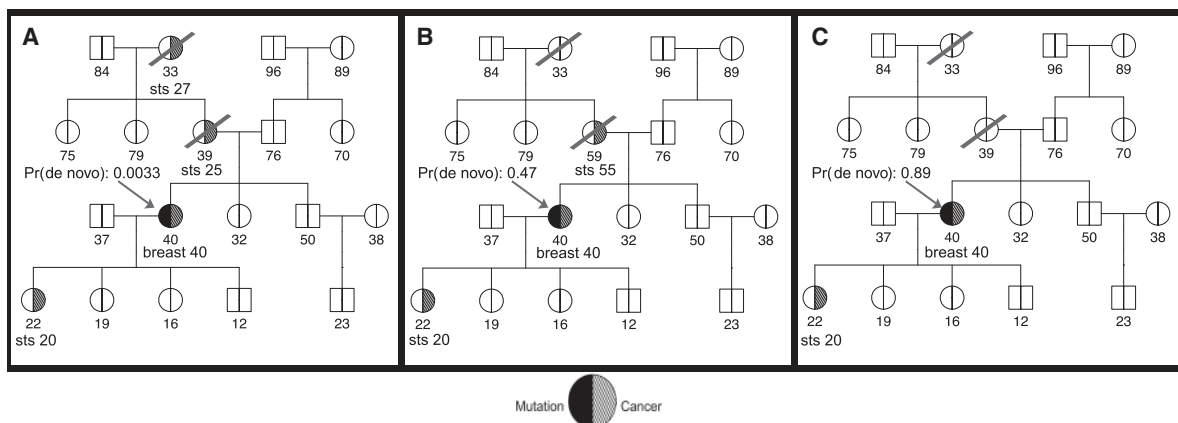 A
84 33 96 89
sts 27
75 79 39 76 70
sts 25
Pr(de novo): 0.0033
37 40 32 50 38
breast 40
22 19 16 12 23
sts 20
B
84 33 96 89
75 79 59 76 70
sts 55
Pr(de novo): 0.47
37 40 32 50 38
breast 40
22 19 16 12 23
sts 20
C
84 33 96 89
75 79 39 76 70
Pr(de novo): 0.89
37 40 32 50 38
breast 40
22 19 16 12 23
sts 20
Mutation Cancer